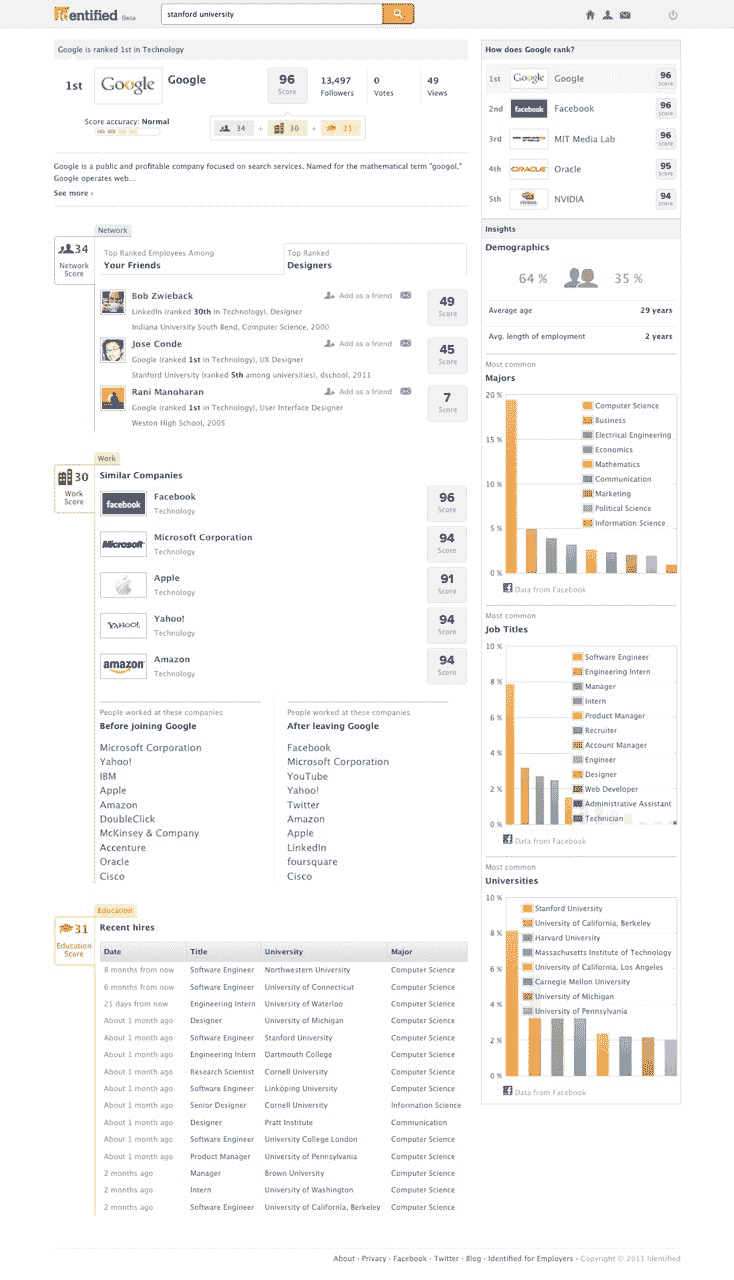 identified Beta
stanford university
Google is ranked 1st in Technology
1st
Google
Google
96
Score
13,497
Followers
0
Votes
49
Views
Score accuracy: Normal
34 + 30 + 31
Google is a public and profitable company focused on search services. Named for the mathematical term "googol,"
Google operates web...
See more ›
Network
34
Network
Score
Top Ranked Employees Among
Your Friends
Top Ranked
Designers
Bob Zwieback
Add as a friend
LinkedIn (ranked 30th in Technology), Designer
Indiana University South Bend, Computer Science, 2000
49
Score
Jose Conde
Add as a friend
Google (ranked 1st in Technology), UX Designer
Stanford University (ranked 5th among universities), dschool, 2011
45
Score
Rani Manoharan
Add as a friend
Google (ranked 1st in Technology), User Interface Designer
Weston High School, 2005
7
Score
Work
30
Work
Score
Similar Companies
facebook
Facebook
Technology
96
Score
Microsoft
Microsoft Corporation
Technology
94
Score
Apple
Technology
91
Score
YAHOO!
Yahoo!
Technology
94
Score
amazon
Amazon
Technology
94
Score
People worked at these companies
Before joining Google
Microsoft Corporation
Yahoo!
IBM
Apple
Amazon
DoubleClick
McKinsey & Company
Accenture
Oracle
Cisco
People worked at these companies
After leaving Google
Facebook
Microsoft Corporation
YouTube
Yahoo!
Twitter
Amazon
Apple
LinkedIn
foursquare
Cisco
Education
31
Education
Score
Recent hires
Date Title University Major
8 months from now Software Engineer Northwestern University Computer Science
6 months from now Software Engineer University of Connecticut Computer Science
21 days from now Engineering Intern University of Waterloo Computer Science
About 1 month ago Designer University of Michigan Computer Science
About 1 month ago Software Engineer Stanford University Computer Science
About 1 month ago Engineering Intern Dartmouth College Computer Science
About 1 month ago Research Scientist Cornell University Computer Science
About 1 month ago Software Engineer Linköping University Computer Science
About 1 month ago Senior Designer Cornell University Information Science
About 1 month ago Designer Pratt Institute Communication
About 1 month ago Software Engineer University College London Computer Science
About 1 month ago Product Manager University of Pennsylvania Computer Science
2 months ago Manager Brown University Computer Science
2 months ago Intern University of Washington Computer Science
2 months ago Software Engineer University of California, Berkeley Computer Science
How does Google rank?
1st Google Google 96 Score
2nd facebook Facebook 96 Score
3rd MIT Media Lab 96 Score
4th ORACLE Oracle 95 Score
5th NVIDIA 94 Score
Insights
Demographics
64 % 35 %
Average age 29 years
Avg. length of employment 2 years
Most common
Majors
20 %
15 %
10 %
5 %
0 %
Computer Science
Business
Electrical Engineering
Economics
Mathematics
Communication
Marketing
Political Science
Information Science
Data from Facebook
Most common
Job Titles
10 %
8 %
6 %
4 %
2 %
0 %
Software Engineer
Engineering Intern
Manager
Intern
Product Manager
Recruiter
Account Manager
Engineer
Designer
Web Developer
Administrative Assistant
Technician
Data from Facebook
Most common
Universities
10 %
8 %
6 %
4 %
2 %
0 %
Stanford University
University of California, Berkeley
Harvard University
Massachusetts Institute of Technology
University of California, Los Angeles
Carnegie Mellon University
University of Michigan
University of Pennsylvania
Data from Facebook
About · Privacy · Facebook · Twitter · Blog · Identified for Employers · Copyright © 2011 Identified